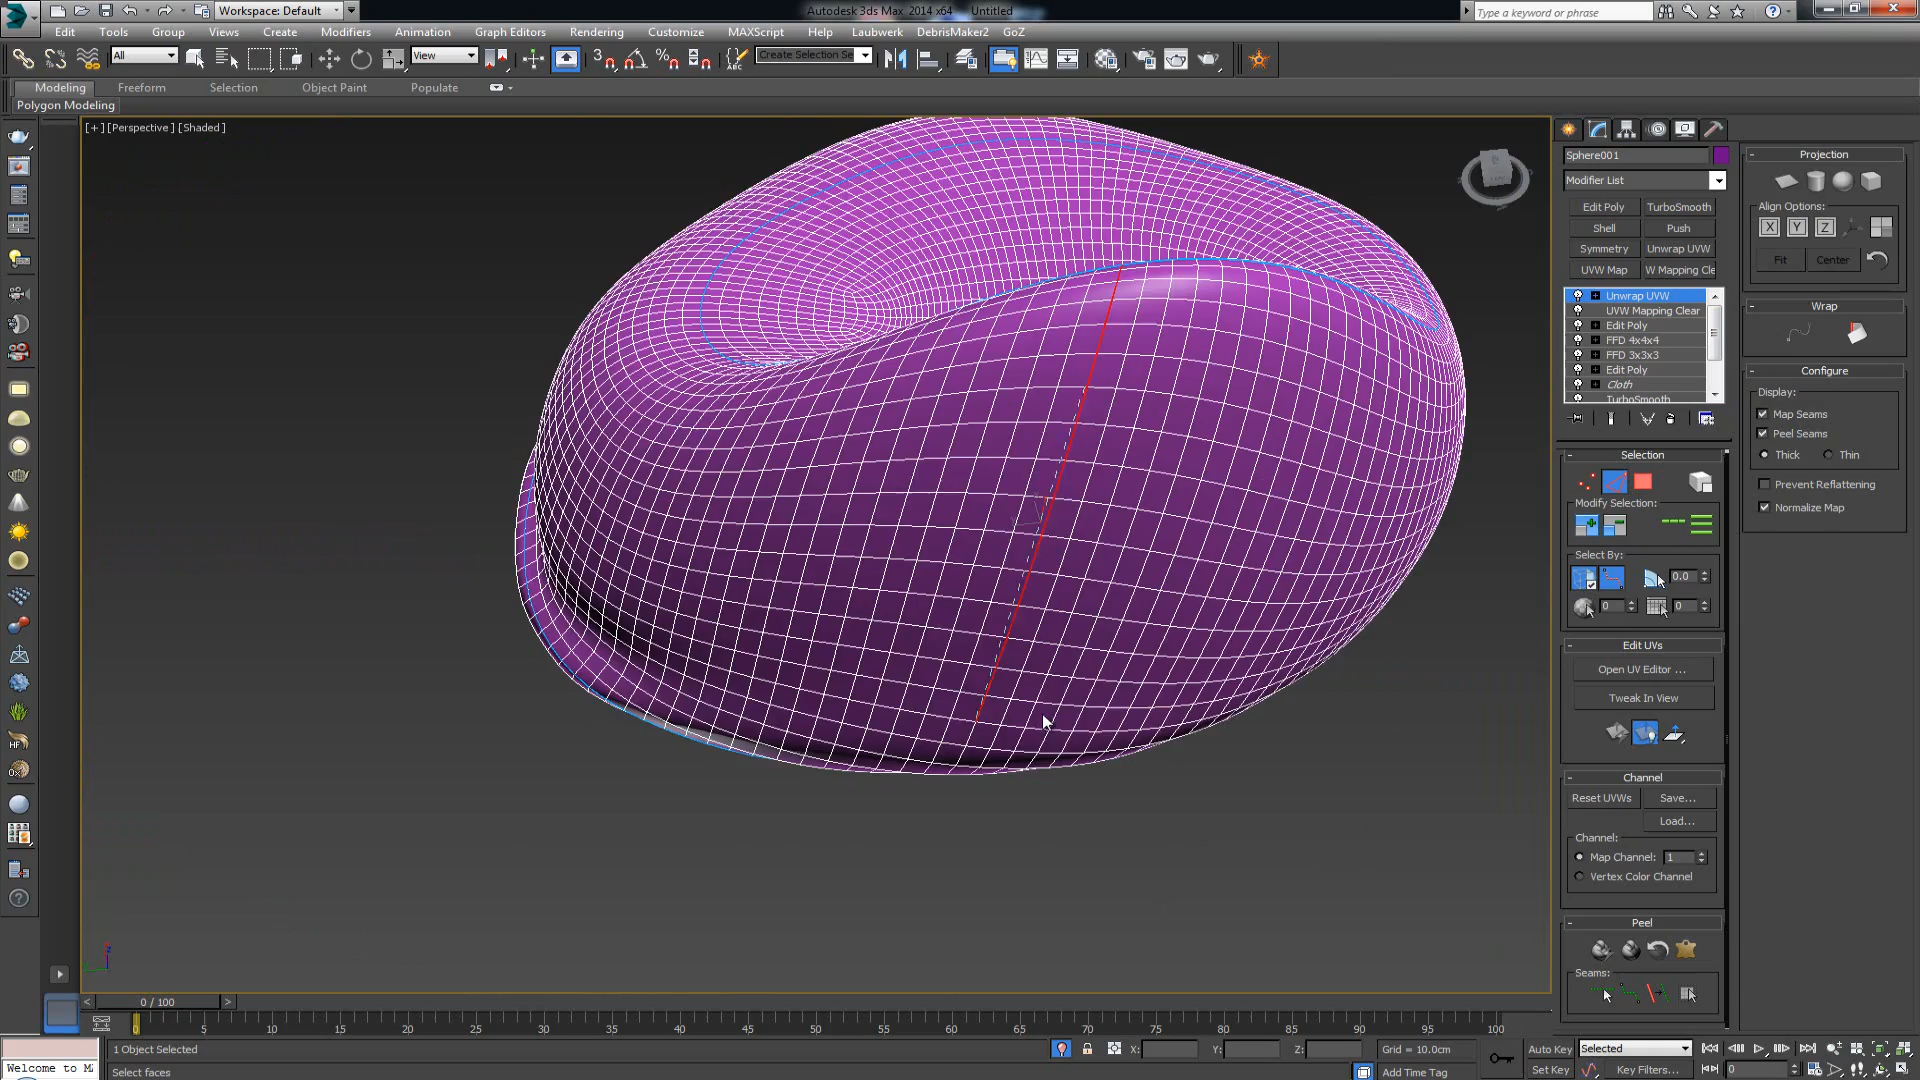 Workspace: Default
Autodesk 3ds Max 2014 x64 Untitled
Type a keyword or phrase
Edit Tools Group Views Create Modifiers Animation Graph Editors Rendering Customize MAXScript Help Laubwerk DebrisMaker2 GoZ
All View Create Selection Se
Modeling Freeform Selection Object Paint Populate
Polygon Modeling
[+] [Perspective] [Shaded]
Sphere001
Modifier List
Edit Poly TurboSmooth
Shell Push
Symmetry Unwrap UVW
UVW Map W Mapping Cle
Unwrap UVW
UVW Mapping Clear
Edit Poly
FFD 4x4x4
FFD 3x3x3
Edit Poly
Cloth
TurboSmooth
Selection
Modify Selection:
Select By:
0.0
0 0
Edit UVs
Open UV Editor ...
Tweak In View
Channel
Reset UVWs Save...
Load...
Channel:
Map Channel: 1
Vertex Color Channel
Peel
Seams:
Projection
Align Options:
X Y Z
Fit Center
Wrap
Configure
Display:
Map Seams
Peel Seams
Thick Thin
Prevent Reflattening
Normalize Map
0 / 100
0 5 10 15 20 25 30 35 40 45 50 55 60 65 70 75 80 85 90 95 100
1 Object Selected X: Y: Z: Grid = 10.0cm Auto Key Selected
Welcome to M Select faces Add Time Tag Set Key Key Filters... 0